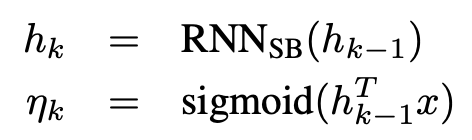 h_k = RNN_SB(h_{k−1})
η_k = sigmoid(h_{k−1}^T x)